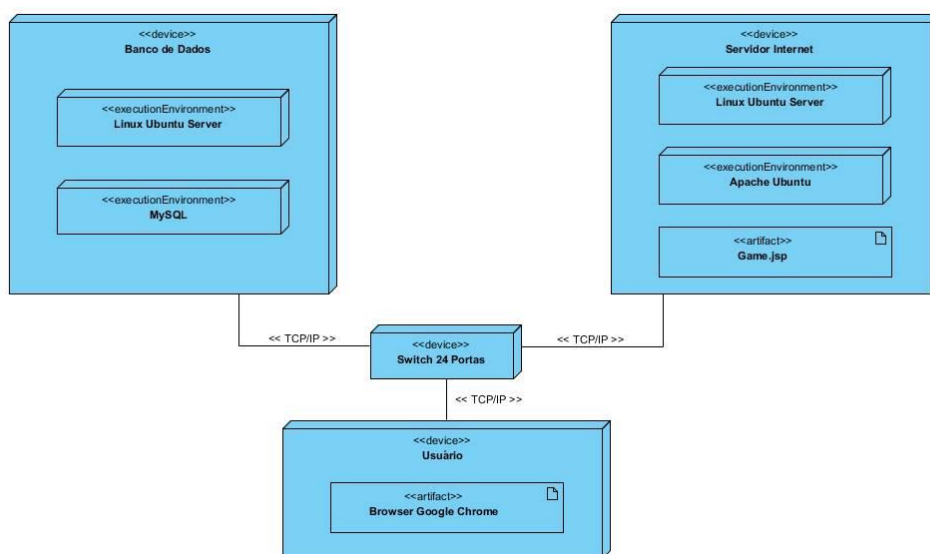 <<device>>
Banco de Dados
<<executionEnvironment>>
Linux Ubuntu Server
<<executionEnvironment>>
MySQL
<<device>>
Servidor Internet
<<executionEnvironment>>
Linux Ubuntu Server
<<executionEnvironment>>
Apache Ubuntu
<<artifact>>
Game.jsp
<< TCP/IP >>
<<device>>
Switch 24 Portas
<< TCP/IP >>
<< TCP/IP >>
<<device>>
Usuário
<<artifact>>
Browser Google Chrome